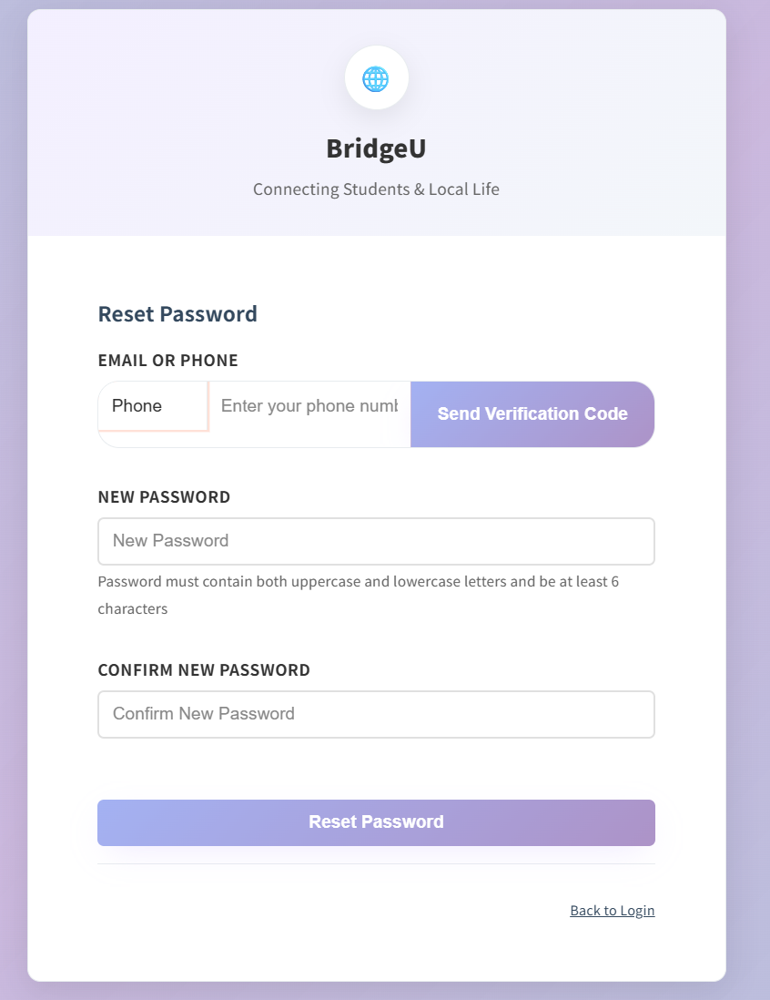 BridgeU
Connecting Students & Local Life
Reset Password
EMAIL OR PHONE
Phone
Enter your phone numb
Send Verification Code
NEW PASSWORD
New Password
Password must contain both uppercase and lowercase letters and be at least 6
characters
CONFIRM NEW PASSWORD
Confirm New Password
Reset Password
Back to Login